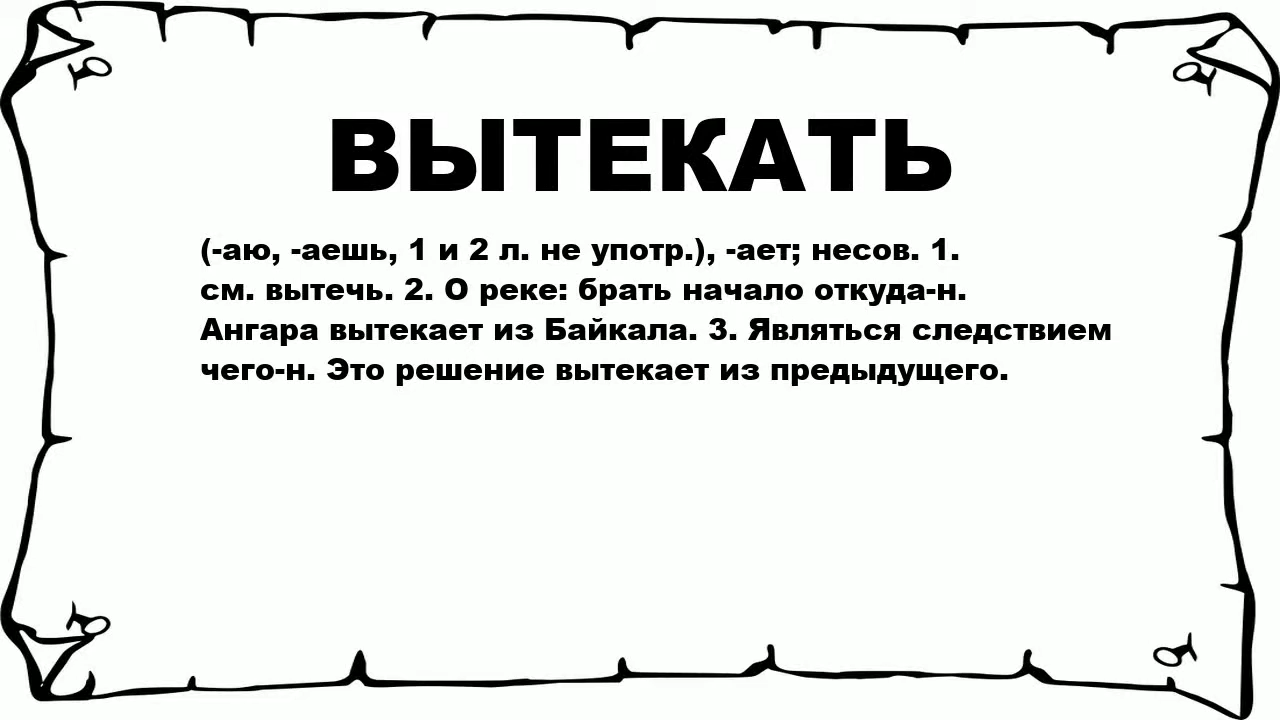 ВЫТЕКАТЬ
(-аю, -аешь, 1 и 2 л. не употр.), -ает; несов. 1.
см. вытечь. 2. О реке: брать начало откуда-н.
Ангара вытекает из Байкала. 3. Являться следствием
чего-н. Это решение вытекает из предыдущего.